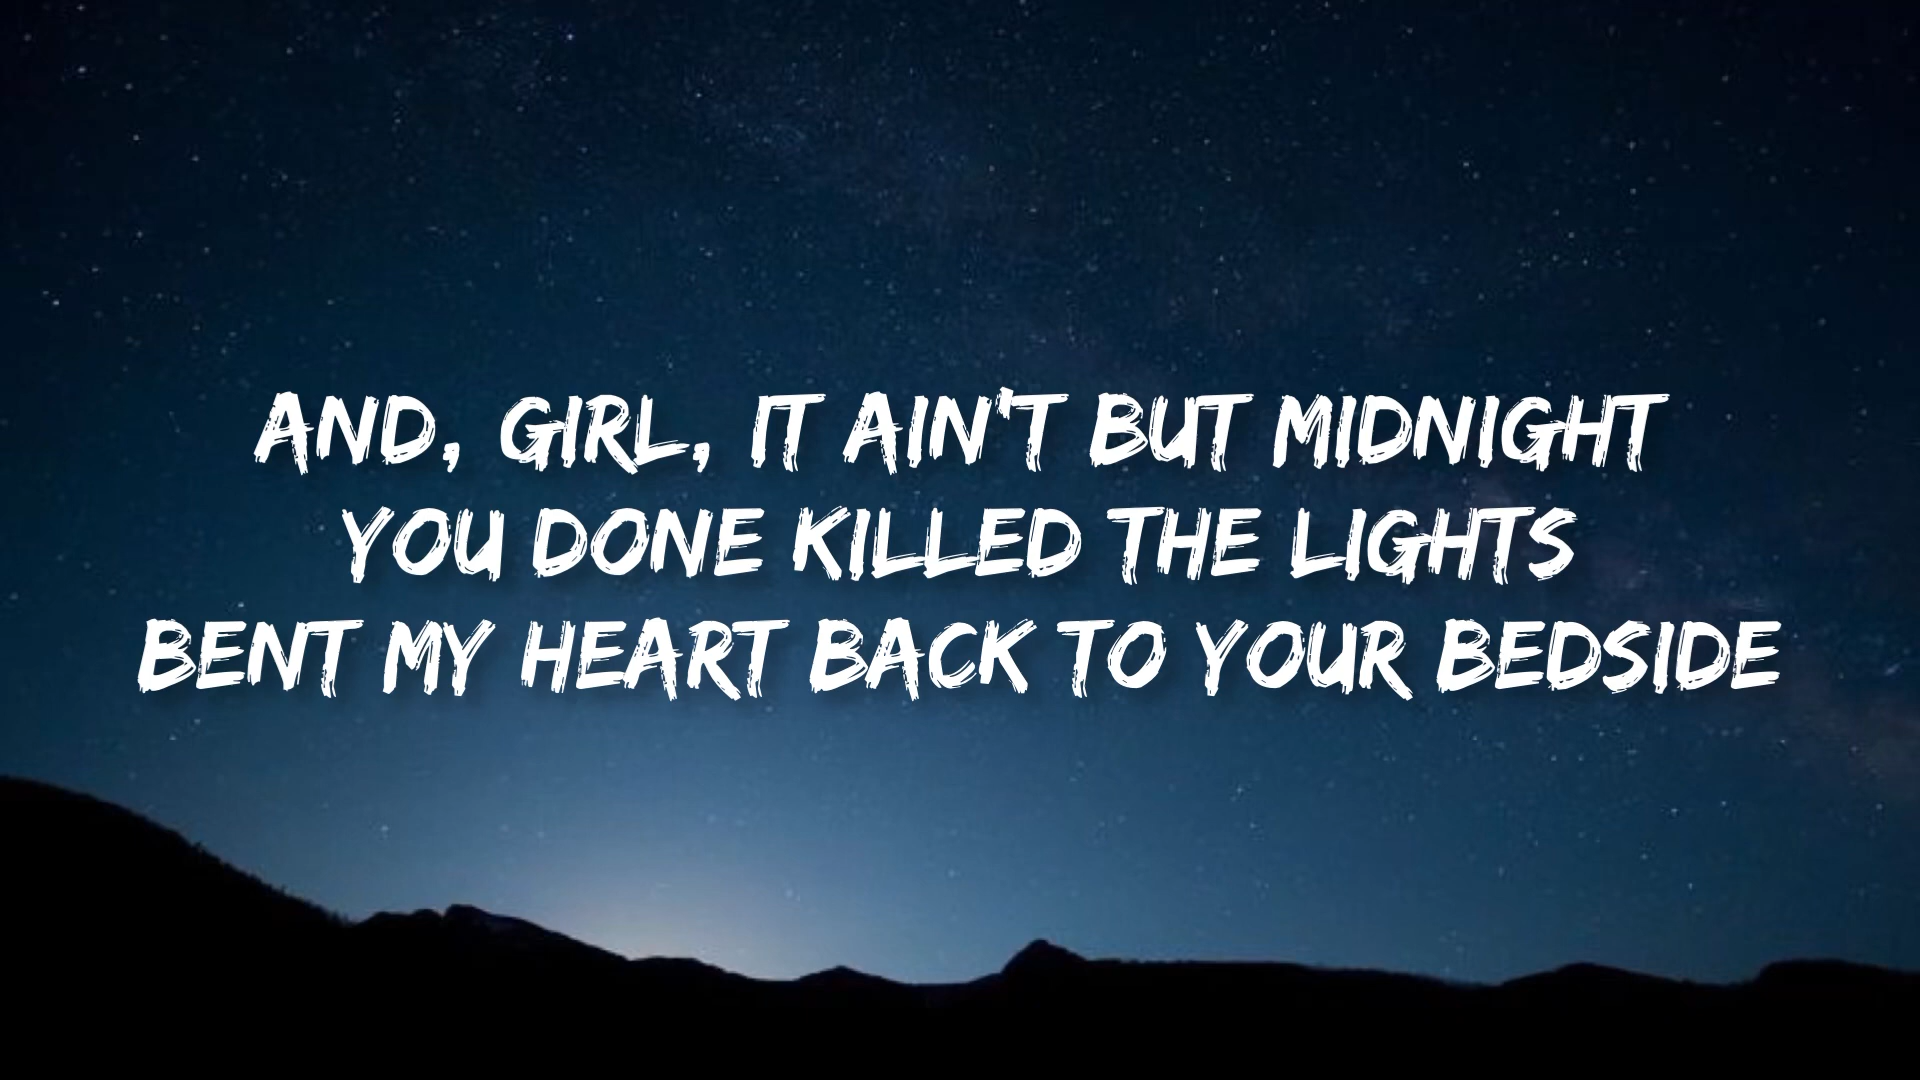 AND, GIRL, IT AIN'T BUT MIDNIGHT
YOU DONE KILLED THE LIGHTS
BENT MY HEART BACK TO YOUR BEDSIDE